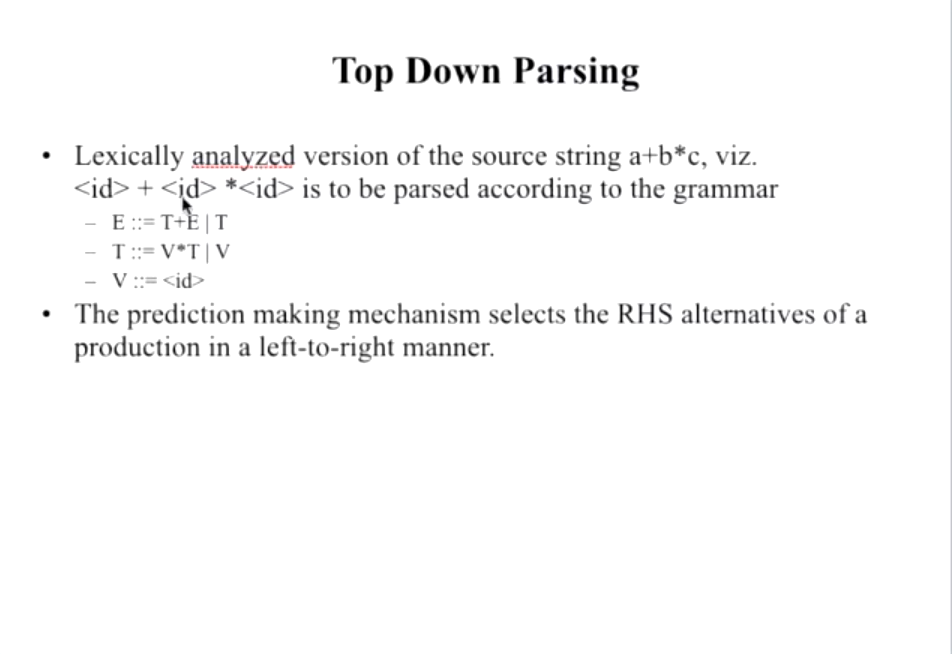 Top Down Parsing
• Lexically analyzed version of the source string a+b*c, viz.
<id> + <id> *<id> is to be parsed according to the grammar
– E ::= T+E | T
– T ::= V*T | V
– V ::= <id>
• The prediction making mechanism selects the RHS alternatives of a
production in a left-to-right manner.